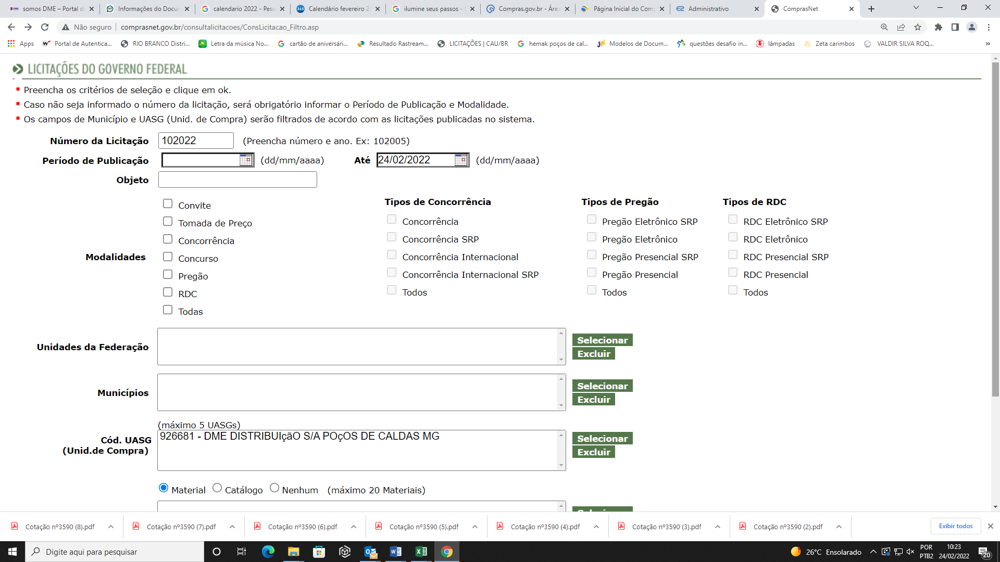 somos DME – Portal d
Informações do Docum
calendario 2022 - Pesq
Calendário fevereiro 2
ilumine seus passos -
Compras.gov.br - Área
Página Inicial do Comp
Administrativo
ComprasNet
Não seguro
comprasnet.gov.br/consultalicitacoes/ConsLicitacao_Filtro.asp
Apps
Portal de Autentica...
RIO BRANCO Distri...
Letra da música No...
cartão de aniversári...
Resultado Rastream...
LICITAÇÕES | CAU/BR
hemak poços de cal...
Modelos de Docum...
questões desafio in...
lâmpadas
Zeta carimbos
VALDIR SILVA ROQ...
»
LICITAÇÕES DO GOVERNO FEDERAL
Preencha os critérios de seleção e clique em ok.
Caso não seja informado o número da licitação, será obrigatório informar o Período de Publicação e Modalidade.
Os campos de Município e UASG (Unid. de Compra) serão filtrados de acordo com as licitações publicadas no sistema.
Número da Licitação 102022 (Preencha número e ano. Ex: 102005)
Período de Publicação (dd/mm/aaaa) Até 24/02/2022 (dd/mm/aaaa)
Objeto
Modalidades
Convite
Tomada de Preço
Concorrência
Concurso
Pregão
RDC
Todas
Tipos de Concorrência
Concorrência
Concorrência SRP
Concorrência Internacional
Concorrência Internacional SRP
Todos
Tipos de Pregão
Pregão Eletrônico SRP
Pregão Eletrônico
Pregão Presencial SRP
Pregão Presencial
Todos
Tipos de RDC
RDC Eletrônico SRP
RDC Eletrônico
RDC Presencial SRP
RDC Presencial
Todos
Unidades da Federação
Selecionar
Excluir
Municípios
Selecionar
Excluir
(máximo 5 UASGs)
Cód. UASG
(Unid.de Compra)
926681 - DME DISTRIBUIçãO S/A POçOS DE CALDAS MG
Selecionar
Excluir
Material Catálogo Nenhum (máximo 20 Materiais)
Selecionar
Cotação nº3590 (8).pdf
Cotação nº3590 (7).pdf
Cotação nº3590 (6).pdf
Cotação nº3590 (5).pdf
Cotação nº3590 (4).pdf
Cotação nº3590 (3).pdf
Cotação nº3590 (2).pdf
Exibir todos
Digite aqui para pesquisar
26°C Ensolarado
POR
PTB2
10:23
24/02/2022
20